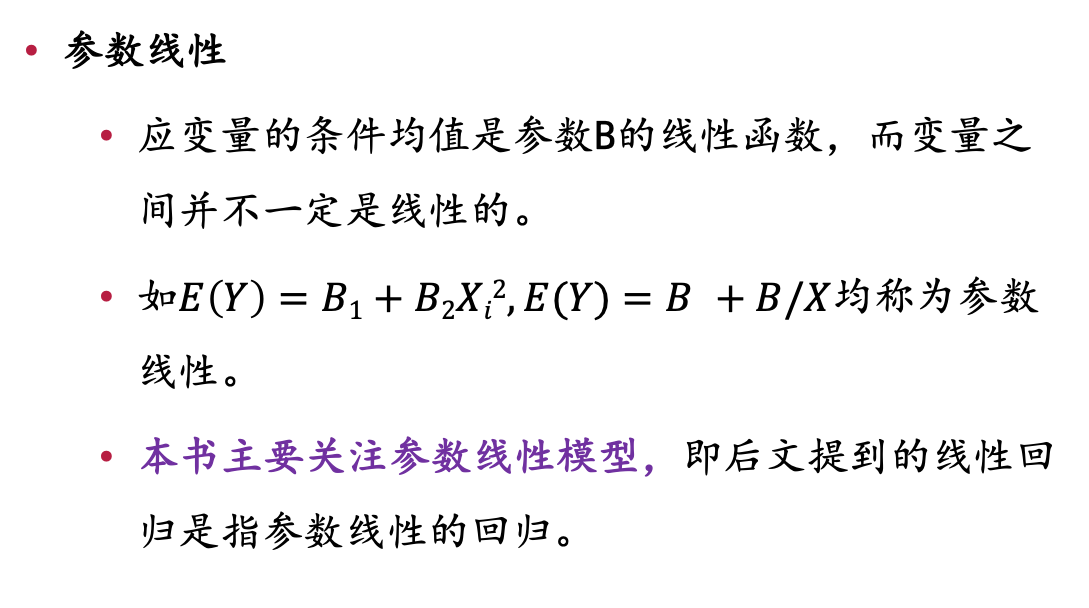 • 参数线性
• 应变量的条件均值是参数B的线性函数，而变量之
间并不一定是线性的。
• 如E(Y) = B₁ + B₂Xᵢ², E(Y) = B + B/X均称为参数
线性。
• 本书主要关注参数线性模型，即后文提到的线性回
归是指参数线性的回归。